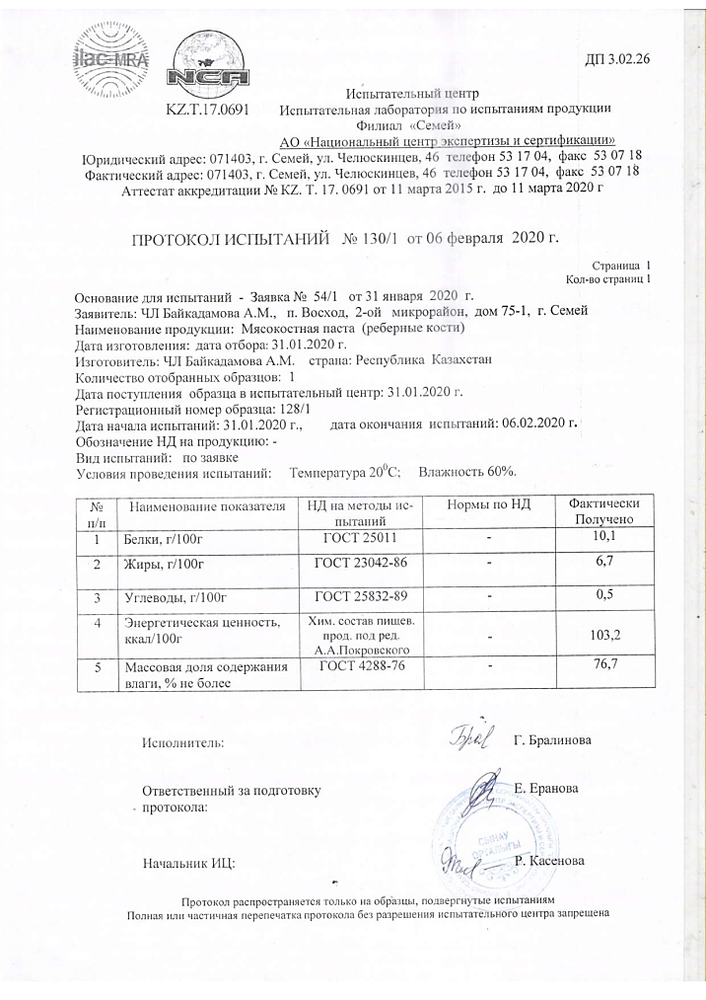 ilac-MRA
NCA
ДП 3.02.26
Испытательный центр
KZ.T.17.0691 Испытательная лаборатория по испытаниям продукции
Филиал «Семей»
АО «Национальный центр экспертизы и сертификации»
Юридический адрес: 071403, г. Семей, ул. Челюскинцев, 46 телефон 53 17 04, факс 53 07 18
Фактический адрес: 071403, г. Семей, ул. Челюскинцев, 46 телефон 53 17 04, факс 53 07 18
Аттестат аккредитации № KZ. T. 17. 0691 от 11 марта 2015 г. до 11 марта 2020 г
ПРОТОКОЛ ИСПЫТАНИЙ № 130/1 от 06 февраля 2020 г.
Страница 1
Кол-во страниц 1
Основание для испытаний - Заявка № 54/1 от 31 января 2020 г.
Заявитель: ЧЛ Байкадамова А.М., п. Восход, 2-ой микрорайон, дом 75-1, г. Семей
Наименование продукции: Мясокостная паста (реберные кости)
Дата изготовления: дата отбора: 31.01.2020 г.
Изготовитель: ЧЛ Байкадамова А.М. страна: Республика Казахстан
Количество отобранных образцов: 1
Дата поступления образца в испытательный центр: 31.01.2020 г.
Регистрационный номер образца: 128/1
Дата начала испытаний: 31.01.2020 г., дата окончания испытаний: 06.02.2020 г.
Обозначение НД на продукцию: -
Вид испытаний: по заявке
Условия проведения испытаний: Температура 20⁰С; Влажность 60%.
№ Наименование показателя НД на методы ис- Нормы по НД Фактически
п/п пытаний Получено
1 Белки, г/100г ГОСТ 25011 - 10,1
2 Жиры, г/100г ГОСТ 23042-86 - 6,7
3 Углеводы, г/100г ГОСТ 25832-89 - 0,5
4 Энергетическая ценность, Хим. состав пищев.
ккал/100г прод. под ред. - 103,2
А.А.Покровского
5 Массовая доля содержания ГОСТ 4288-76 - 76,7
влаги, % не более
Исполнитель: Г. Бралинова
Ответственный за подготовку Е. Еранова
протокола:
СЫНАУ
ОРТАЛЫГЫ
Начальник ИЦ: Р. Касенова
Протокол распространяется только на образцы, подвергнутые испытаниям
Полная или частичная перепечатка протокола без разрешения испытательного центра запрещена